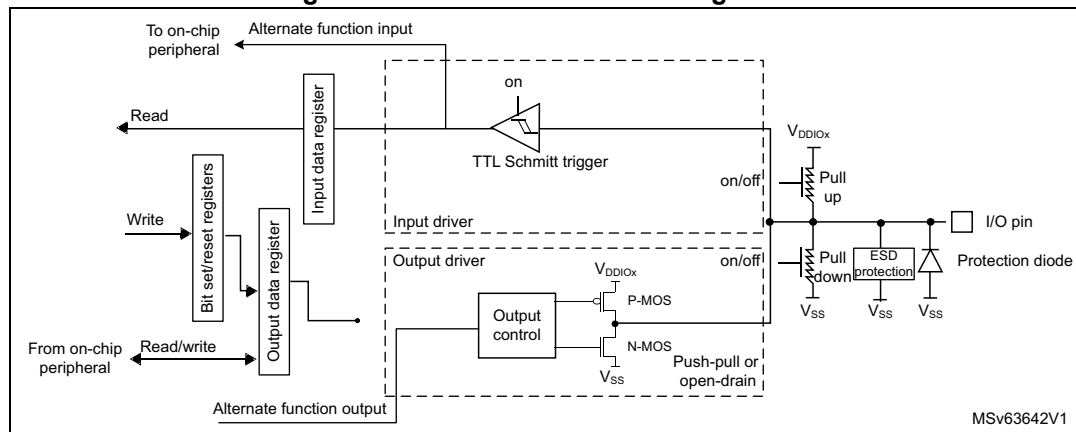 To on-chip
peripheral
Alternate function input
on
Read
Input data register
TTL Schmitt trigger
VDDIOx
on/off
Pull
up
Write
Bit set/reset registers
Output data register
Input driver
I/O pin
Output driver
on/off
Pull
down
ESD
protection
Protection diode
VDDIOx
P-MOS
Output
control
N-MOS
VSS
VSS
VSS
VSS
From on-chip
peripheral
Read/write
Push-pull or
open-drain
Alternate function output
MSv63642V1